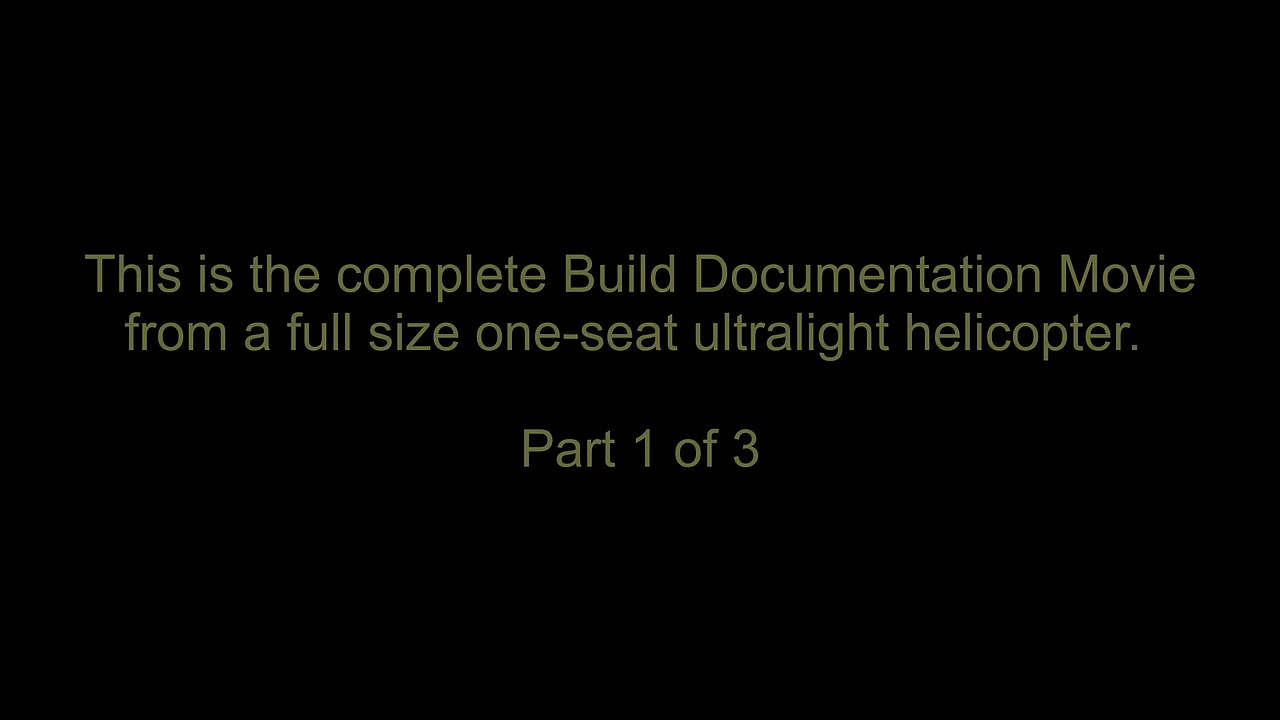 This is the complete Build Documentation Movie
from a full size one-seat ultralight helicopter.
Part 1 of 3